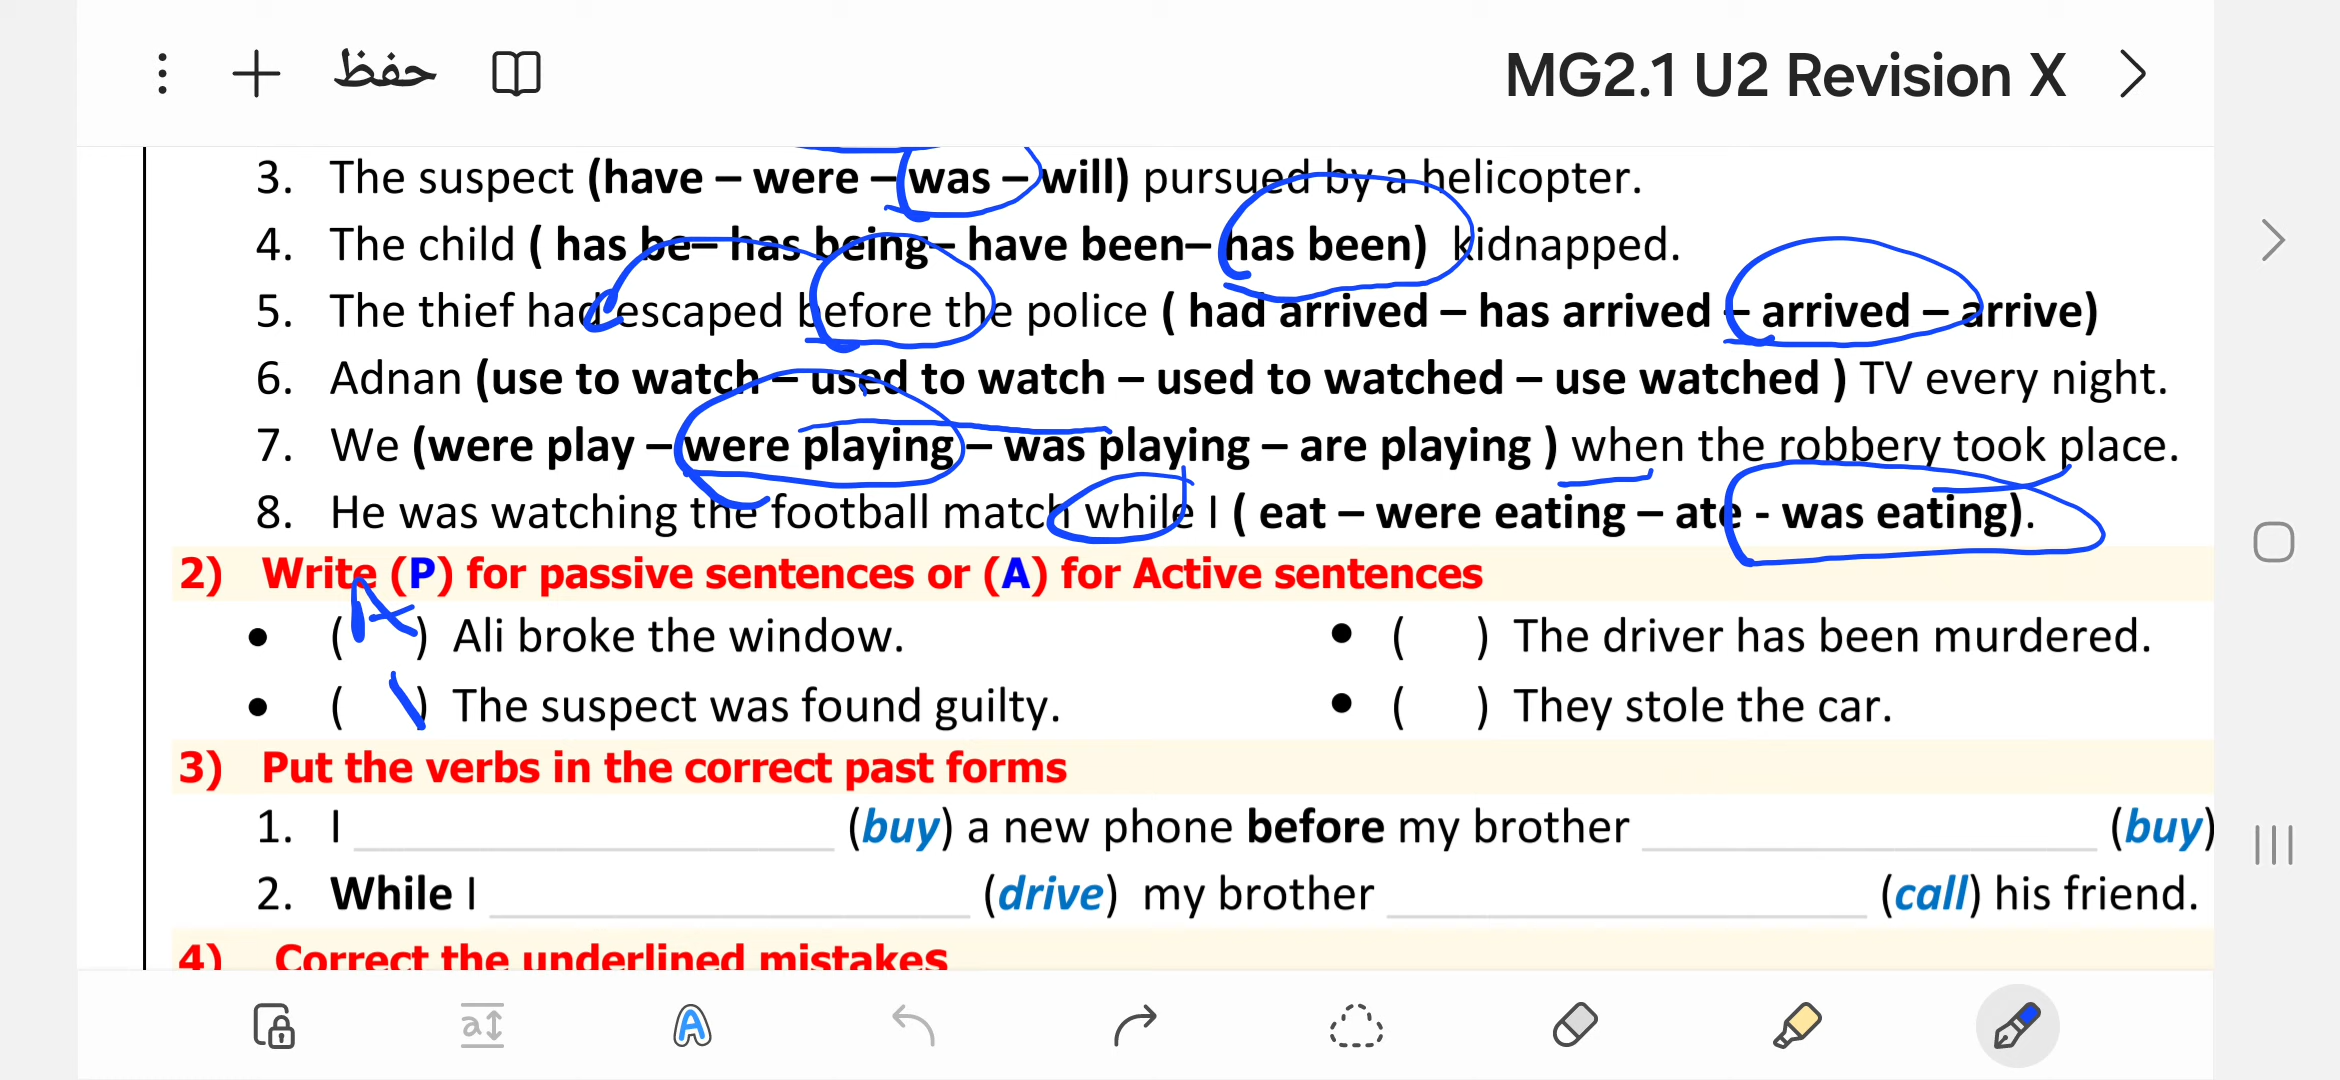 حفظ MG2.1 U2 Revision X
3. The suspect (have – were – was – will) pursued by a helicopter.
4. The child ( has be– has being– have been– has been) kidnapped.
5. The thief had escaped before the police ( had arrived – has arrived – arrived – arrive)
6. Adnan (use to watch – used to watch – used to watched – use watched ) TV every night.
7. We (were play – were playing – was playing – are playing ) when the robbery took place.
8. He was watching the football match while I ( eat – were eating – ate - was eating).
2) Write (P) for passive sentences or (A) for Active sentences
• ( A ) Ali broke the window. • ( ) The driver has been murdered.
• ( \ ) The suspect was found guilty. • ( ) They stole the car.
3) Put the verbs in the correct past forms
1. I ____________ (buy) a new phone before my brother ____________ (buy)
2. While I ____________ (drive) my brother ____________ (call) his friend.
4) Correct the underlined mistakes
a A